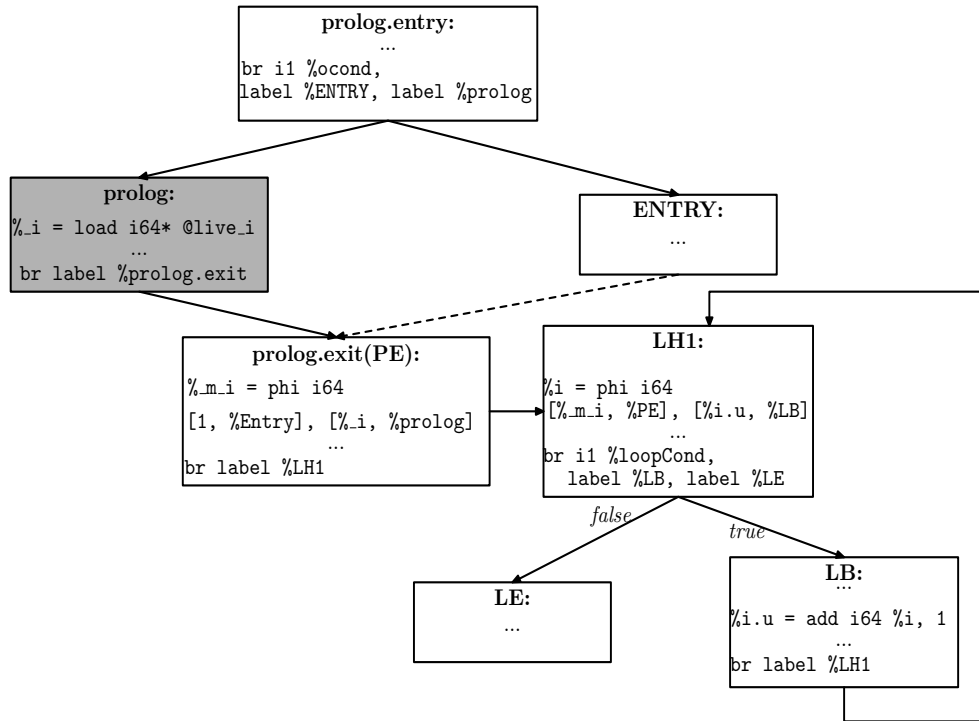 prolog.entry:
...
br i1 %ocond,
label %ENTRY, label %prolog
prolog:
%_i = load i64* @live_i
...
br label %prolog.exit
ENTRY:
...
prolog.exit(PE):
%_m_i = phi i64
[1, %Entry], [%_i, %prolog]
...
br label %LH1
LH1:
%i = phi i64
[%_m_i, %PE], [%i.u, %LB]
...
br i1 %loopCond,
label %LB, label %LE
false
true
LE:
...
LB:
...
%i.u = add i64 %i, 1
...
br label %LH1